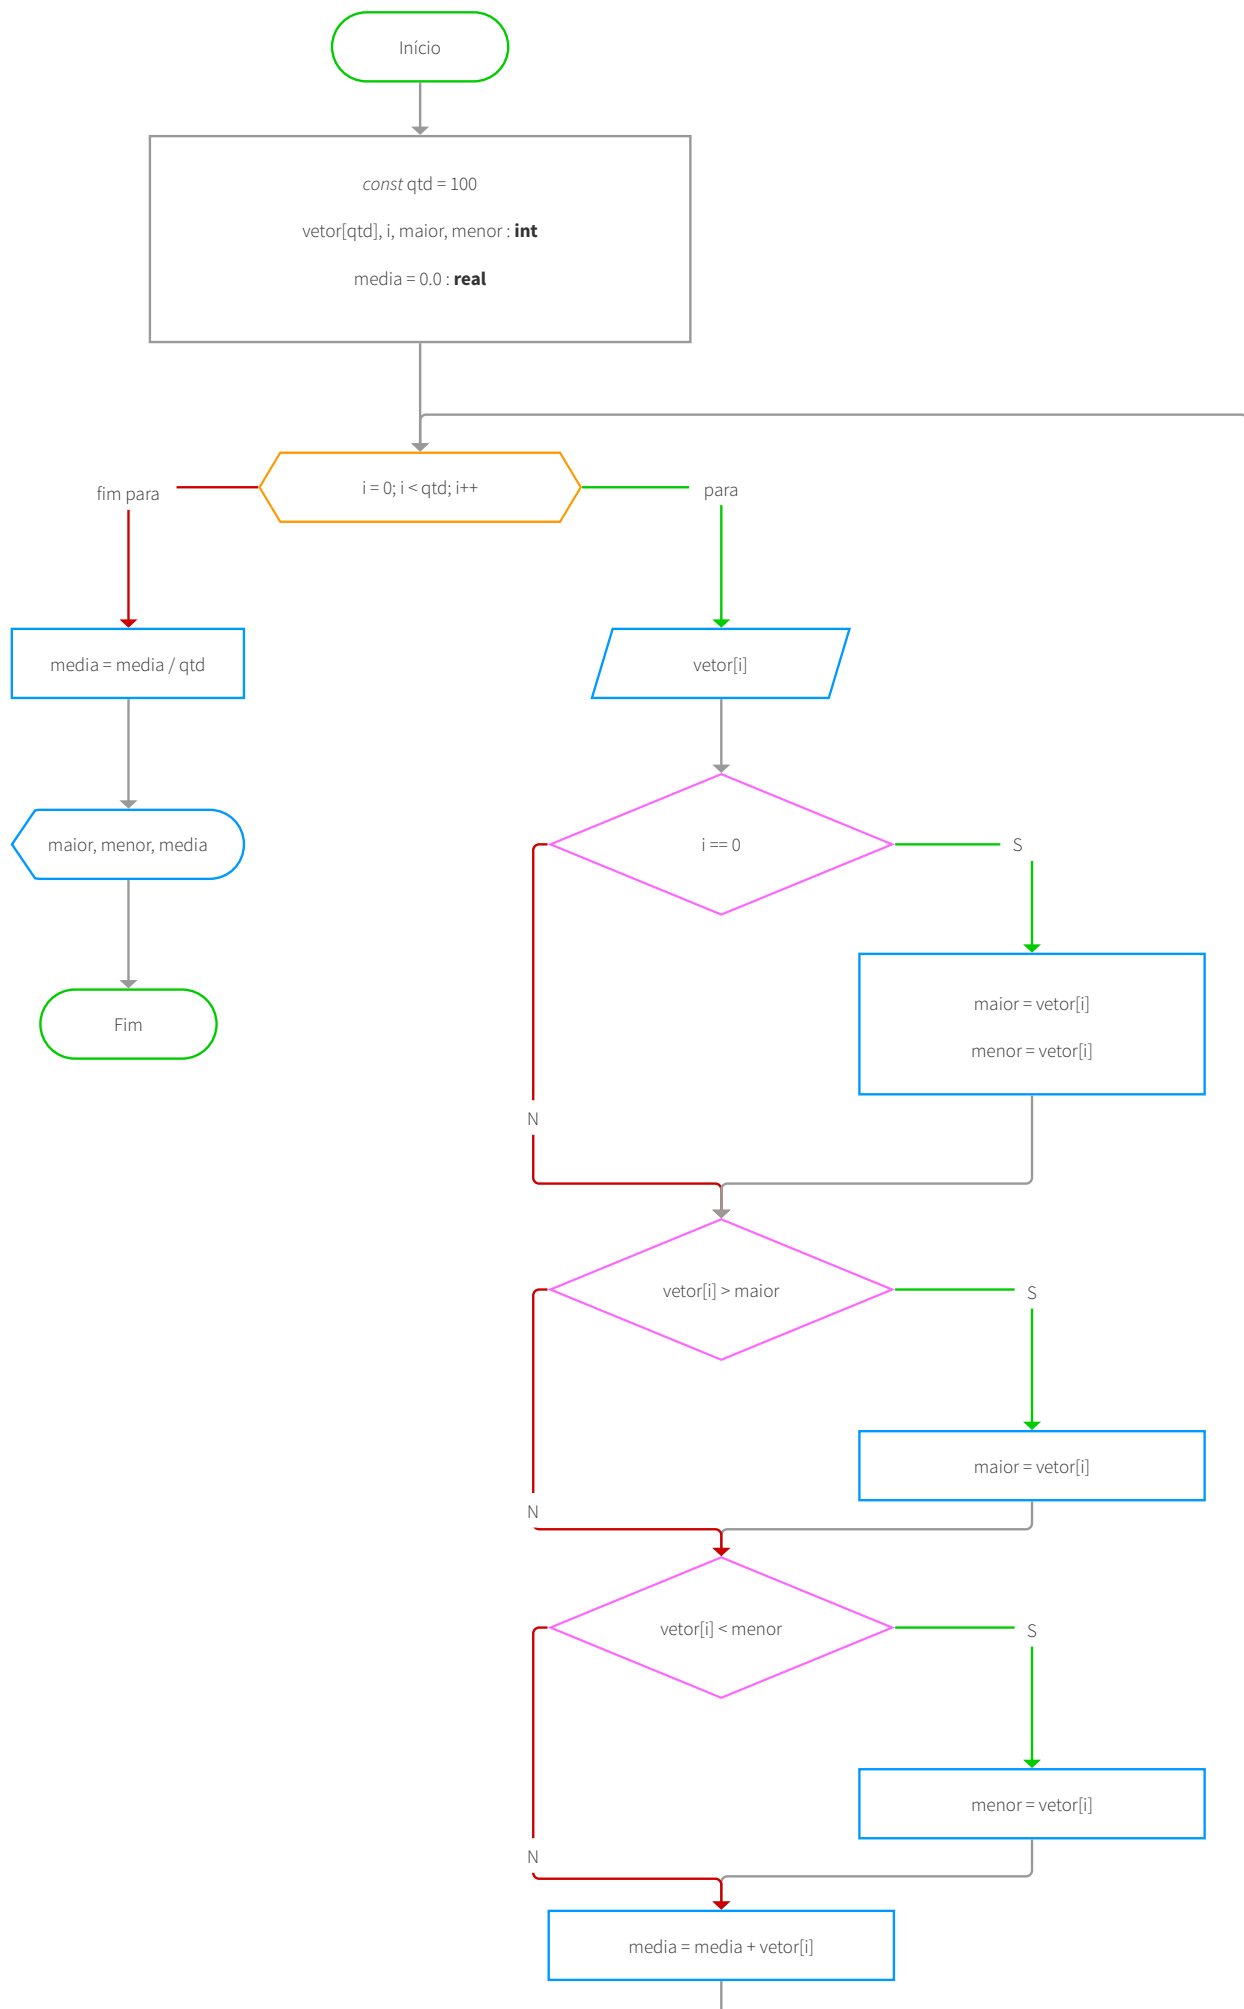 Início
const qtd = 100
vetor[qtd], i, maior, menor : int
media = 0.0 : real
i = 0; i < qtd; i++
fim para
para
media = media / qtd
vetor[i]
maior, menor, media
i == 0
S
Fim
maior = vetor[i]
menor = vetor[i]
N
vetor[i] > maior
S
maior = vetor[i]
N
vetor[i] < menor
S
menor = vetor[i]
N
media = media + vetor[i]